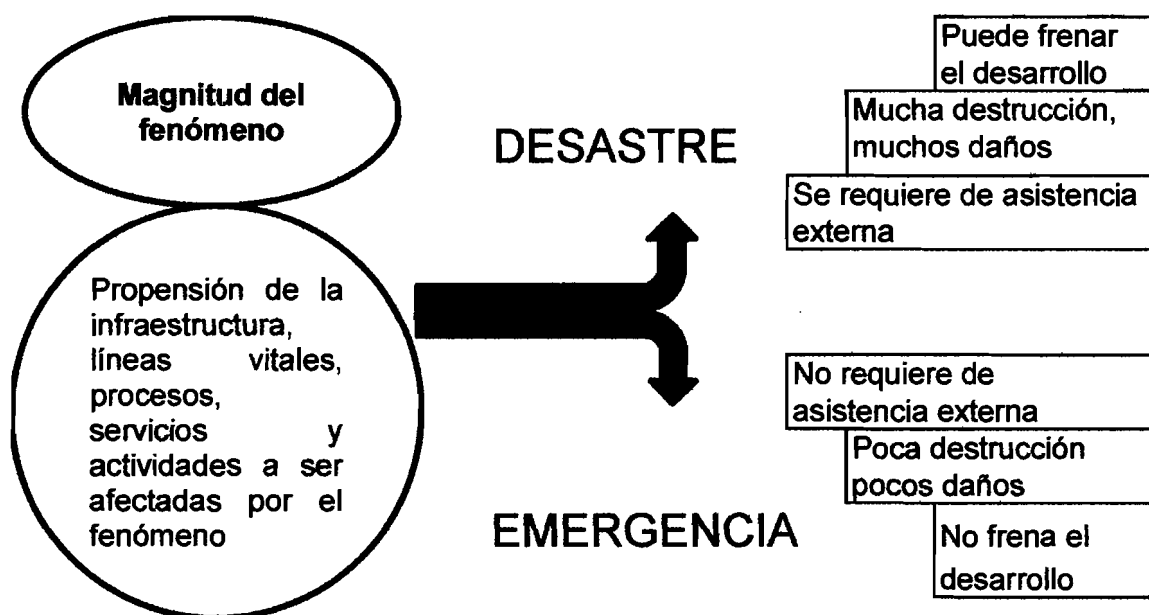 Magnitud del
fenómeno
Propensión de la
infraestructura,
líneas vitales,
procesos,
servicios y
actividades a ser
afectadas por el
fenómeno
DESASTRE
Puede frenar
el desarrollo
Mucha destrucción,
muchos daños
Se requiere de asistencia
externa
No requiere de
asistencia externa
Poca destrucción
pocos daños
EMERGENCIA
No frena el
desarrollo